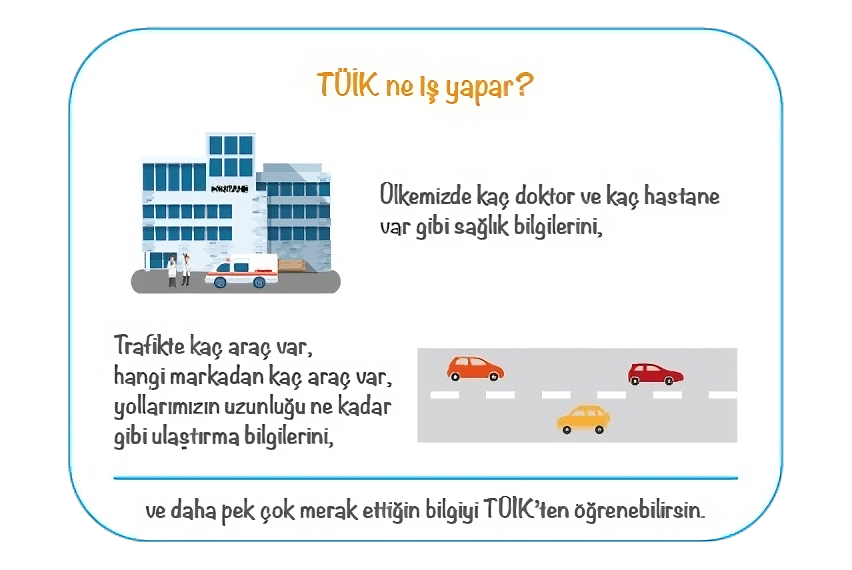 TÜİK ne iş yapar?
Ülkemizde kaç doktor ve kaç hastane
var gibi sağlık bilgilerini,
Trafikte kaç araç var,
hangi markadan kaç araç var,
yollarımızın uzunluğu ne kadar
gibi ulaştırma bilgilerini,
ve daha pek çok merak ettiğin bilgiyi TÜİK'ten öğrenebilirsin.